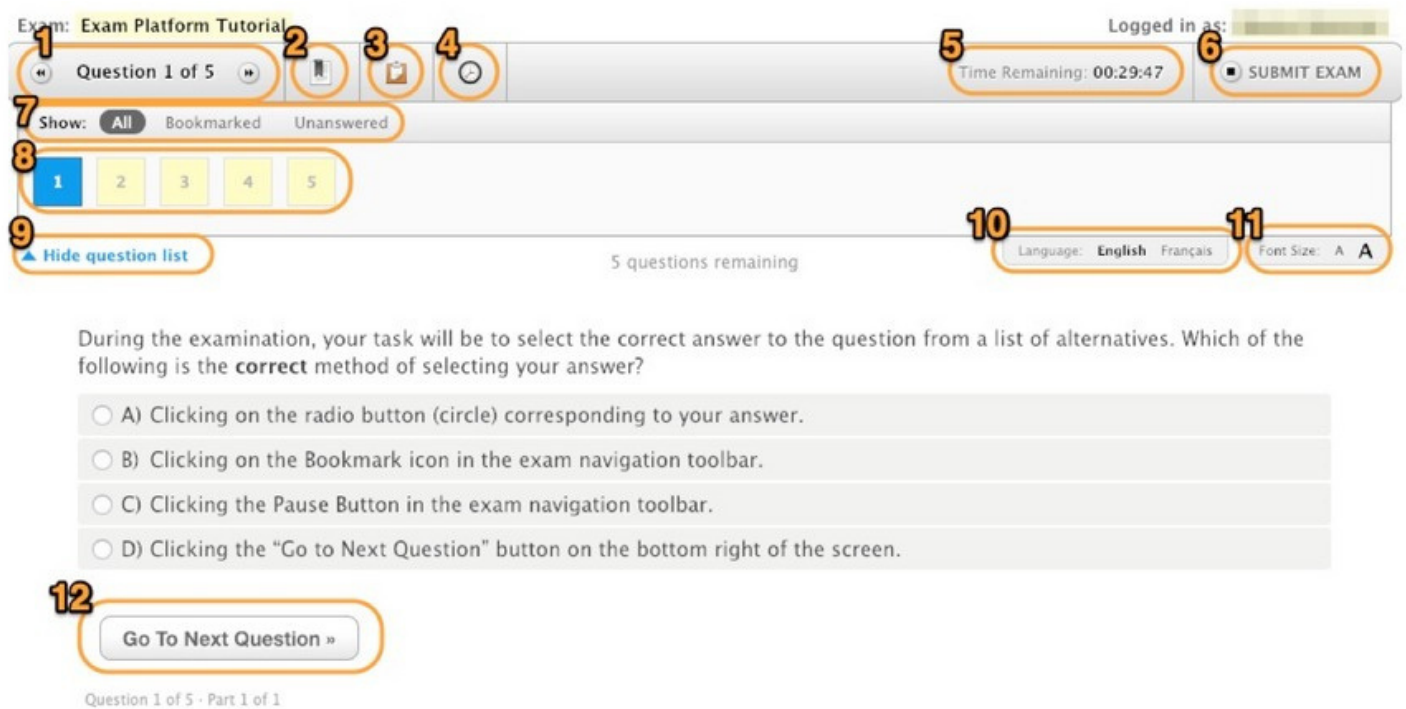 Exam: Exam Platform Tutorial
Logged in as:
1
2
3
4
5
6
Question 1 of 5
Time Remaining: 00:29:47
SUBMIT EXAM
7
Show: All Bookmarked Unanswered
8
1 2 3 4 5
9
10
11
Hide question list
5 questions remaining
Language: English Français
Font Size: A A
During the examination, your task will be to select the correct answer to the question from a list of alternatives. Which of the
following is the correct method of selecting your answer?
A) Clicking on the radio button (circle) corresponding to your answer.
B) Clicking on the Bookmark icon in the exam navigation toolbar.
C) Clicking the Pause Button in the exam navigation toolbar.
D) Clicking the “Go to Next Question” button on the bottom right of the screen.
12
Go To Next Question »
Question 1 of 5 - Part 1 of 1